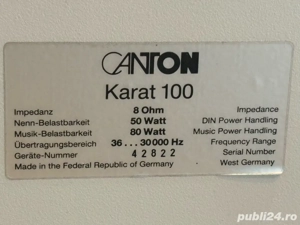 CANTON
Karat 100
Impedanz 8 Ohm Impedance
Nenn-Belastbarkeit 50 Watt DIN Power Handling
Musik-Belastbarkeit 80 Watt Music Power Handling
Übertragungsbereich 36...30000 Hz Frequency Range
Geräte-Nummer 42822 Serial Number
Made in the Federal Republic of Germany West Germany
publi24.ro